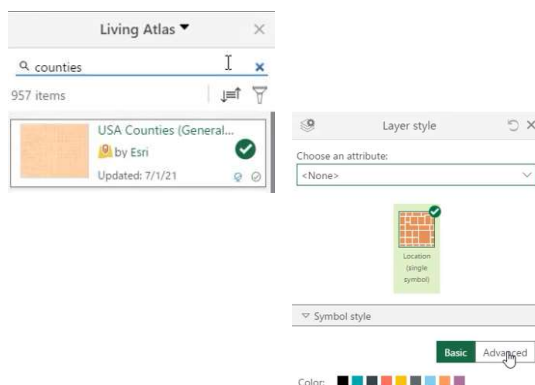 Living Atlas
counties
957 items
USA Counties (General...
by Esri
Updated: 7/1/21
Layer style
Choose an attribute:
<None>
Location
(single
symbol)
Symbol style
Basic Advanced
Color: